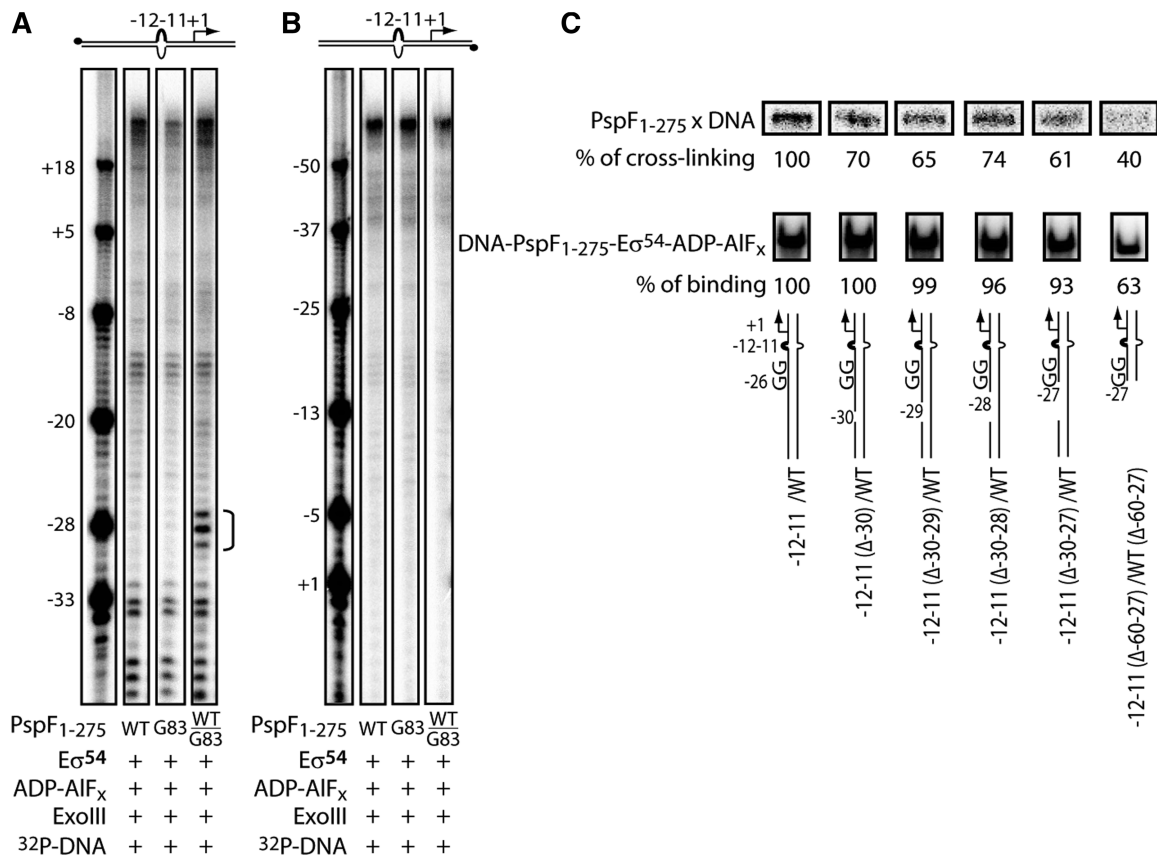 A
-12-11+1
+18
+5
-8
-20
-28
-33
PspF1-275 WT G83 WT/G83
Eσ54 + + +
ADP-AlFx + + +
ExoIII + + +
32P-DNA + + +
B
-12-11+1
-50
-37
-25
-13
-5
+1
PspF1-275 WT G83 WT/G83
Eσ54 + + +
ADP-AlFx + + +
ExoIII + + +
32P-DNA + + +
C
PspF1-275 x DNA
% of cross-linking 100 70 65 74 61 40
DNA-PspF1-275-Eσ54-ADP-AlFx
% of binding 100 100 99 96 93 63
+1
-12-11
-26 GG GG GG GG GG GG
-30 -29 -28 -27 -27
-12-11 /WT
-12-11 (Δ-30) /WT
-12-11 (Δ-30-29) /WT
-12-11 (Δ-30-28) /WT
-12-11 (Δ-30-27) /WT
-12-11 (Δ-60-27) /WT (Δ-60-27)